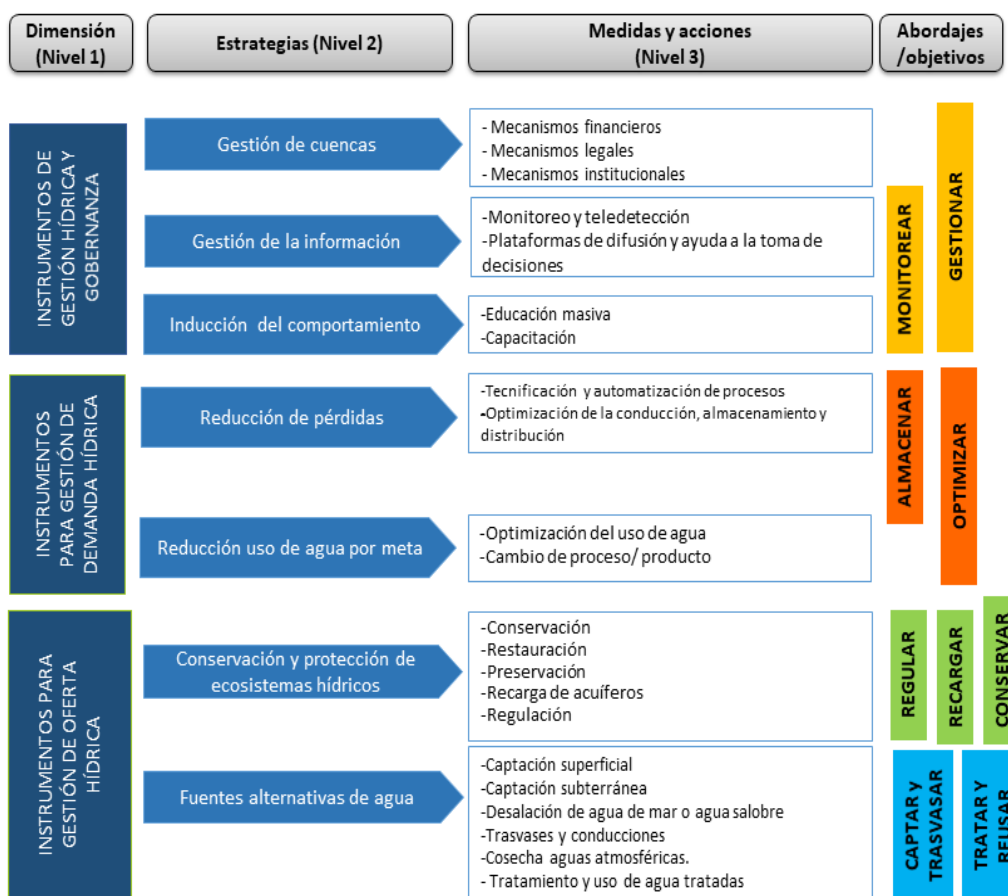 Dimensión
(Nivel 1)
Estrategias (Nivel 2)
Medidas y acciones
(Nivel 3)
Abordajes
/objetivos
INSTRUMENTOS DE
GESTIÓN HÍDRICA Y
GOBERNANZA
Gestión de cuencas
- Mecanismos financieros
- Mecanismos legales
- Mecanismos institucionales
Gestión de la información
-Monitoreo y teledetección
-Plataformas de difusión y ayuda a la toma de
decisiones
Inducción del comportamiento
-Educación masiva
-Capacitación
MONITOREAR
GESTIONAR
INSTRUMENTOS
PARA GESTIÓN DE
DEMANDA HÍDRICA
Reducción de pérdidas
-Tecnificación y automatización de procesos
-Optimización de la conducción, almacenamiento y
distribución
Reducción uso de agua por meta
-Optimización del uso de agua
-Cambio de proceso/ producto
ALMACENAR
OPTIMIZAR
INSTRUMENTOS PARA
GESTIÓN DE OFERTA
HÍDRICA
Conservación y protección de
ecosistemas hídricos
-Conservación
-Restauración
-Preservación
-Recarga de acuíferos
-Regulación
REGULAR
RECARGAR
CONSERVAR
Fuentes alternativas de agua
-Captación superficial
-Captación subterránea
-Desalación de agua de mar o agua salobre
-Trasvases y conducciones
-Cosecha aguas atmosféricas.
- Tratamiento y uso de agua tratadas
CAPTAR y
TRASVASAR
TRATAR Y
REUSAR